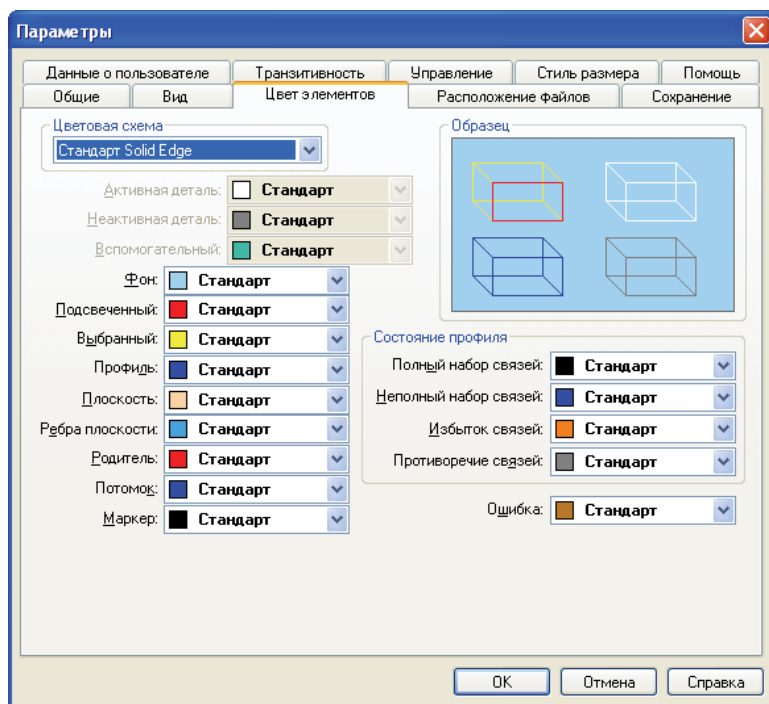 Параметры
Данные о пользователе Транзитивность Управление Стиль размера Помощь
Общие Вид Цвет элементов Расположение файлов Сохранение
Цветовая схема
Стандарт Solid Edge
Активная деталь: Стандарт
Неактивная деталь: Стандарт
Вспомогательный: Стандарт
Фон: Стандарт
Подсвеченный: Стандарт
Выбранный: Стандарт
Профиль: Стандарт
Плоскость: Стандарт
Ребра плоскости: Стандарт
Родитель: Стандарт
Потомок: Стандарт
Маркер: Стандарт
Образец
Состояние профиля
Полный набор связей: Стандарт
Неполный набор связей: Стандарт
Избыток связей: Стандарт
Противоречие связей: Стандарт
Ошибка: Стандарт
ОК Отмена Справка